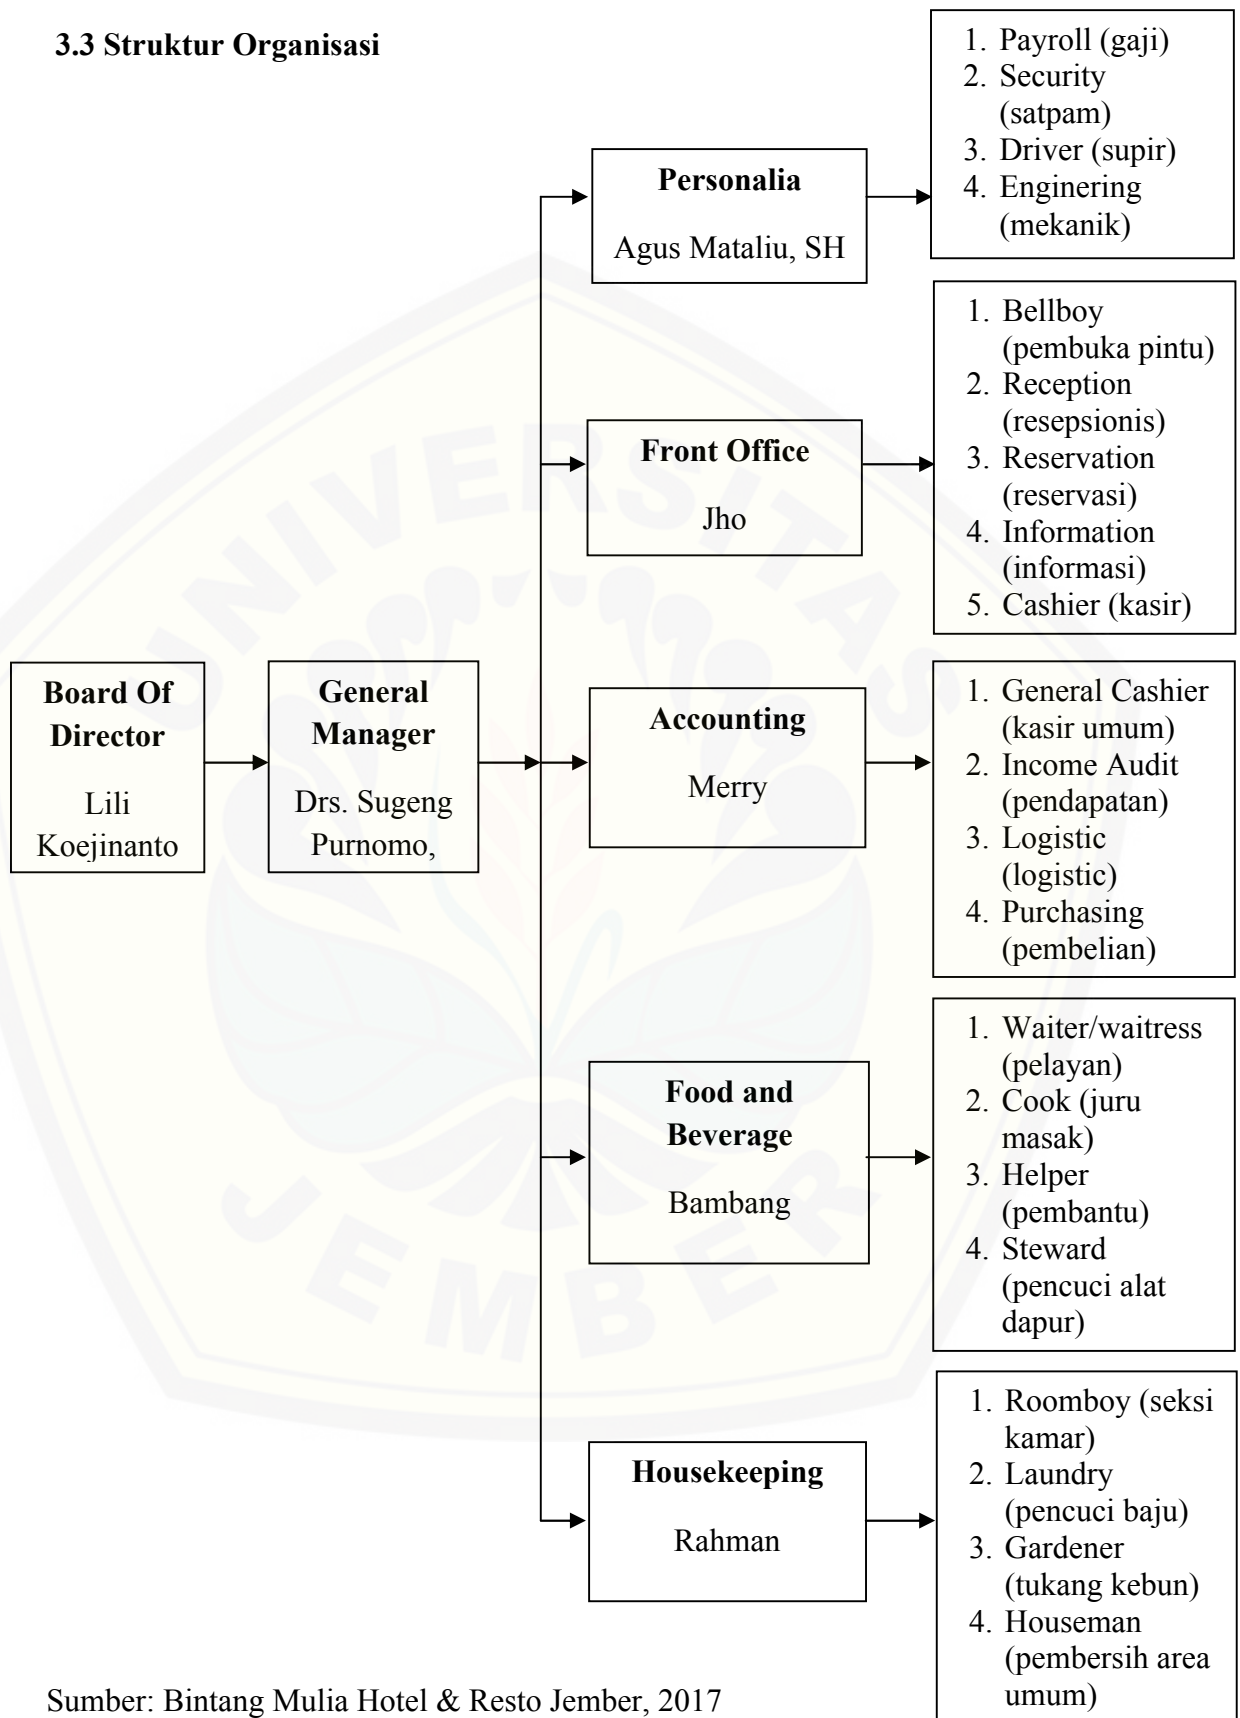 3.3 Struktur Organisasi
Board Of
Director
Lili
Koejinanto
General
Manager
Drs. Sugeng
Purnomo,
Personalia
Agus Mataliu, SH
1. Payroll (gaji)
2. Security
(satpam)
3. Driver (supir)
4. Enginering
(mekanik)
Front Office
Jho
1. Bellboy
(pembuka pintu)
2. Reception
(resepsionis)
3. Reservation
(reservasi)
4. Information
(informasi)
5. Cashier (kasir)
Accounting
Merry
1. General Cashier
(kasir umum)
2. Income Audit
(pendapatan)
3. Logistic
(logistic)
4. Purchasing
(pembelian)
Food and
Beverage
Bambang
1. Waiter/waitress
(pelayan)
2. Cook (juru
masak)
3. Helper
(pembantu)
4. Steward
(pencuci alat
dapur)
Housekeeping
Rahman
1. Roomboy (seksi
kamar)
2. Laundry
(pencuci baju)
3. Gardener
(tukang kebun)
4. Houseman
(pembersih area
umum)
Sumber: Bintang Mulia Hotel & Resto Jember, 2017
UNIVERSITAS
JEMBER